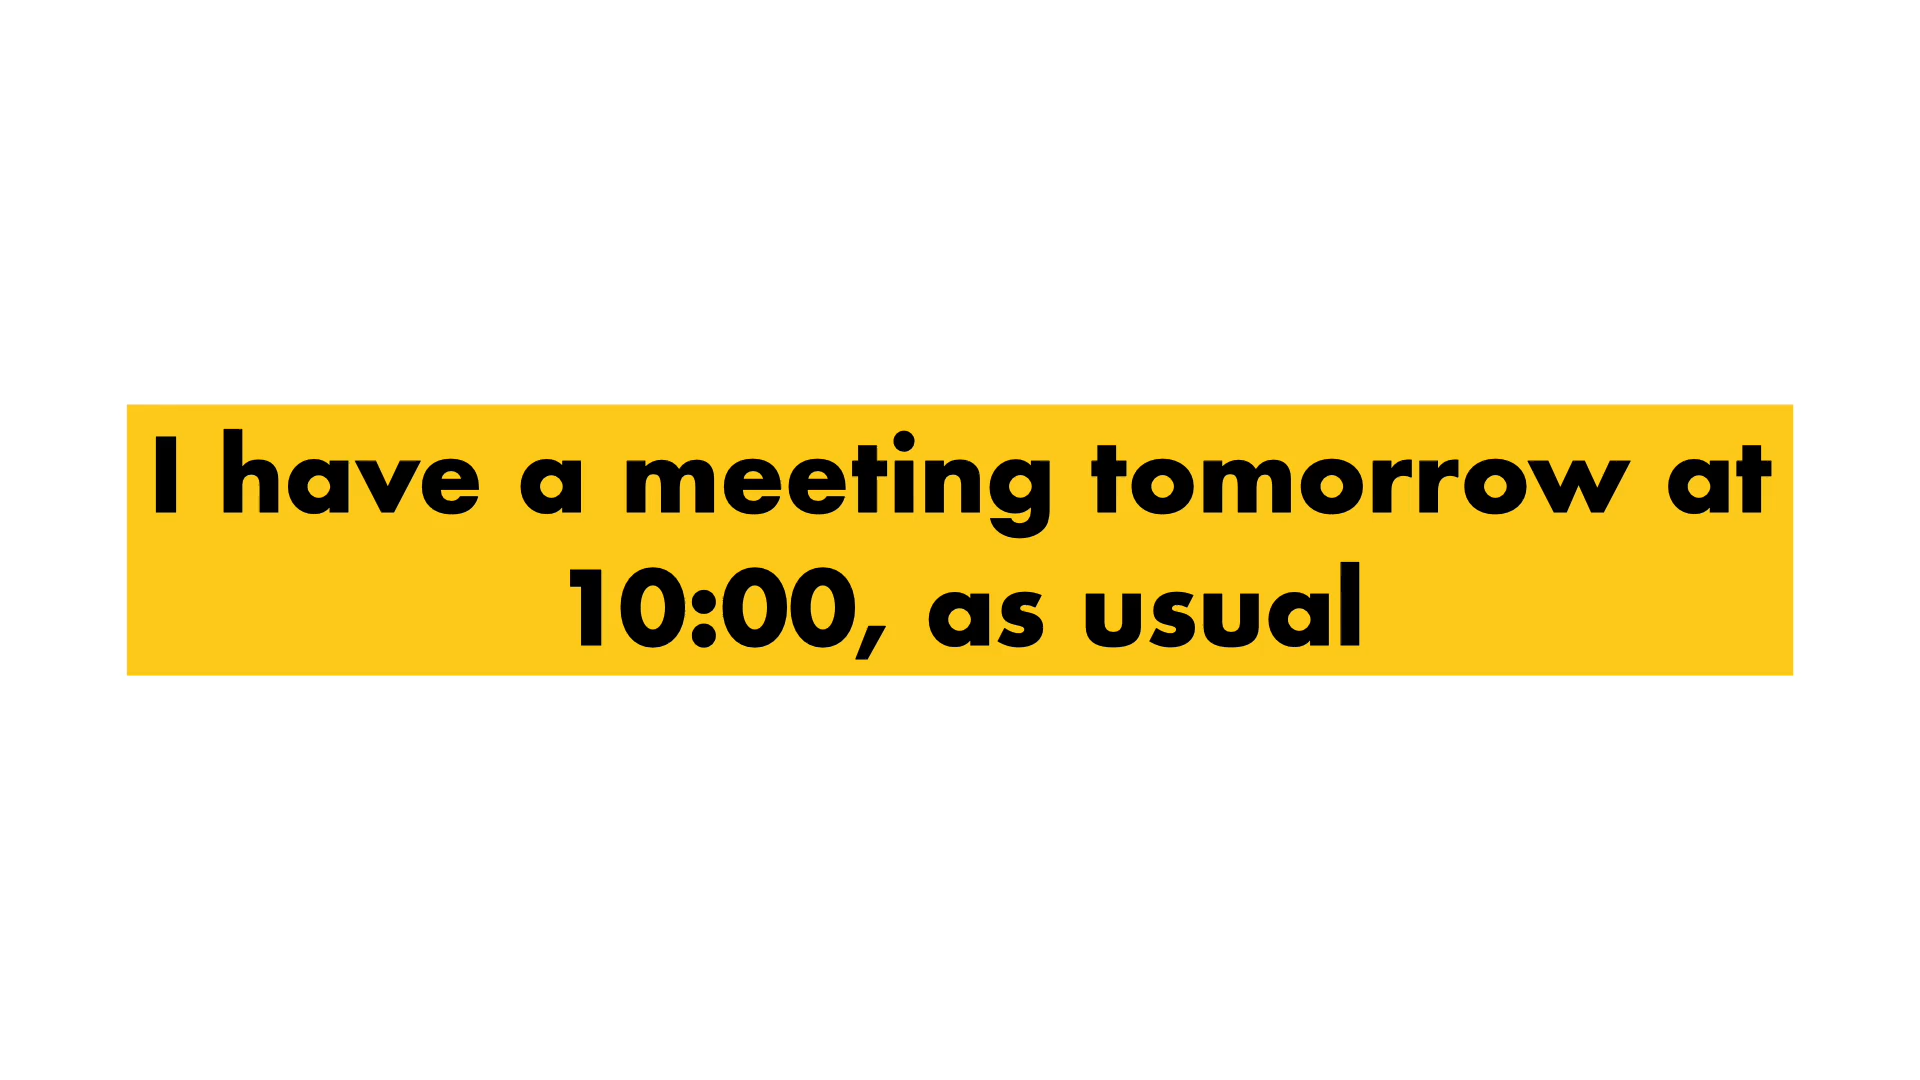 I have a meeting tomorrow at
10:00, as usual